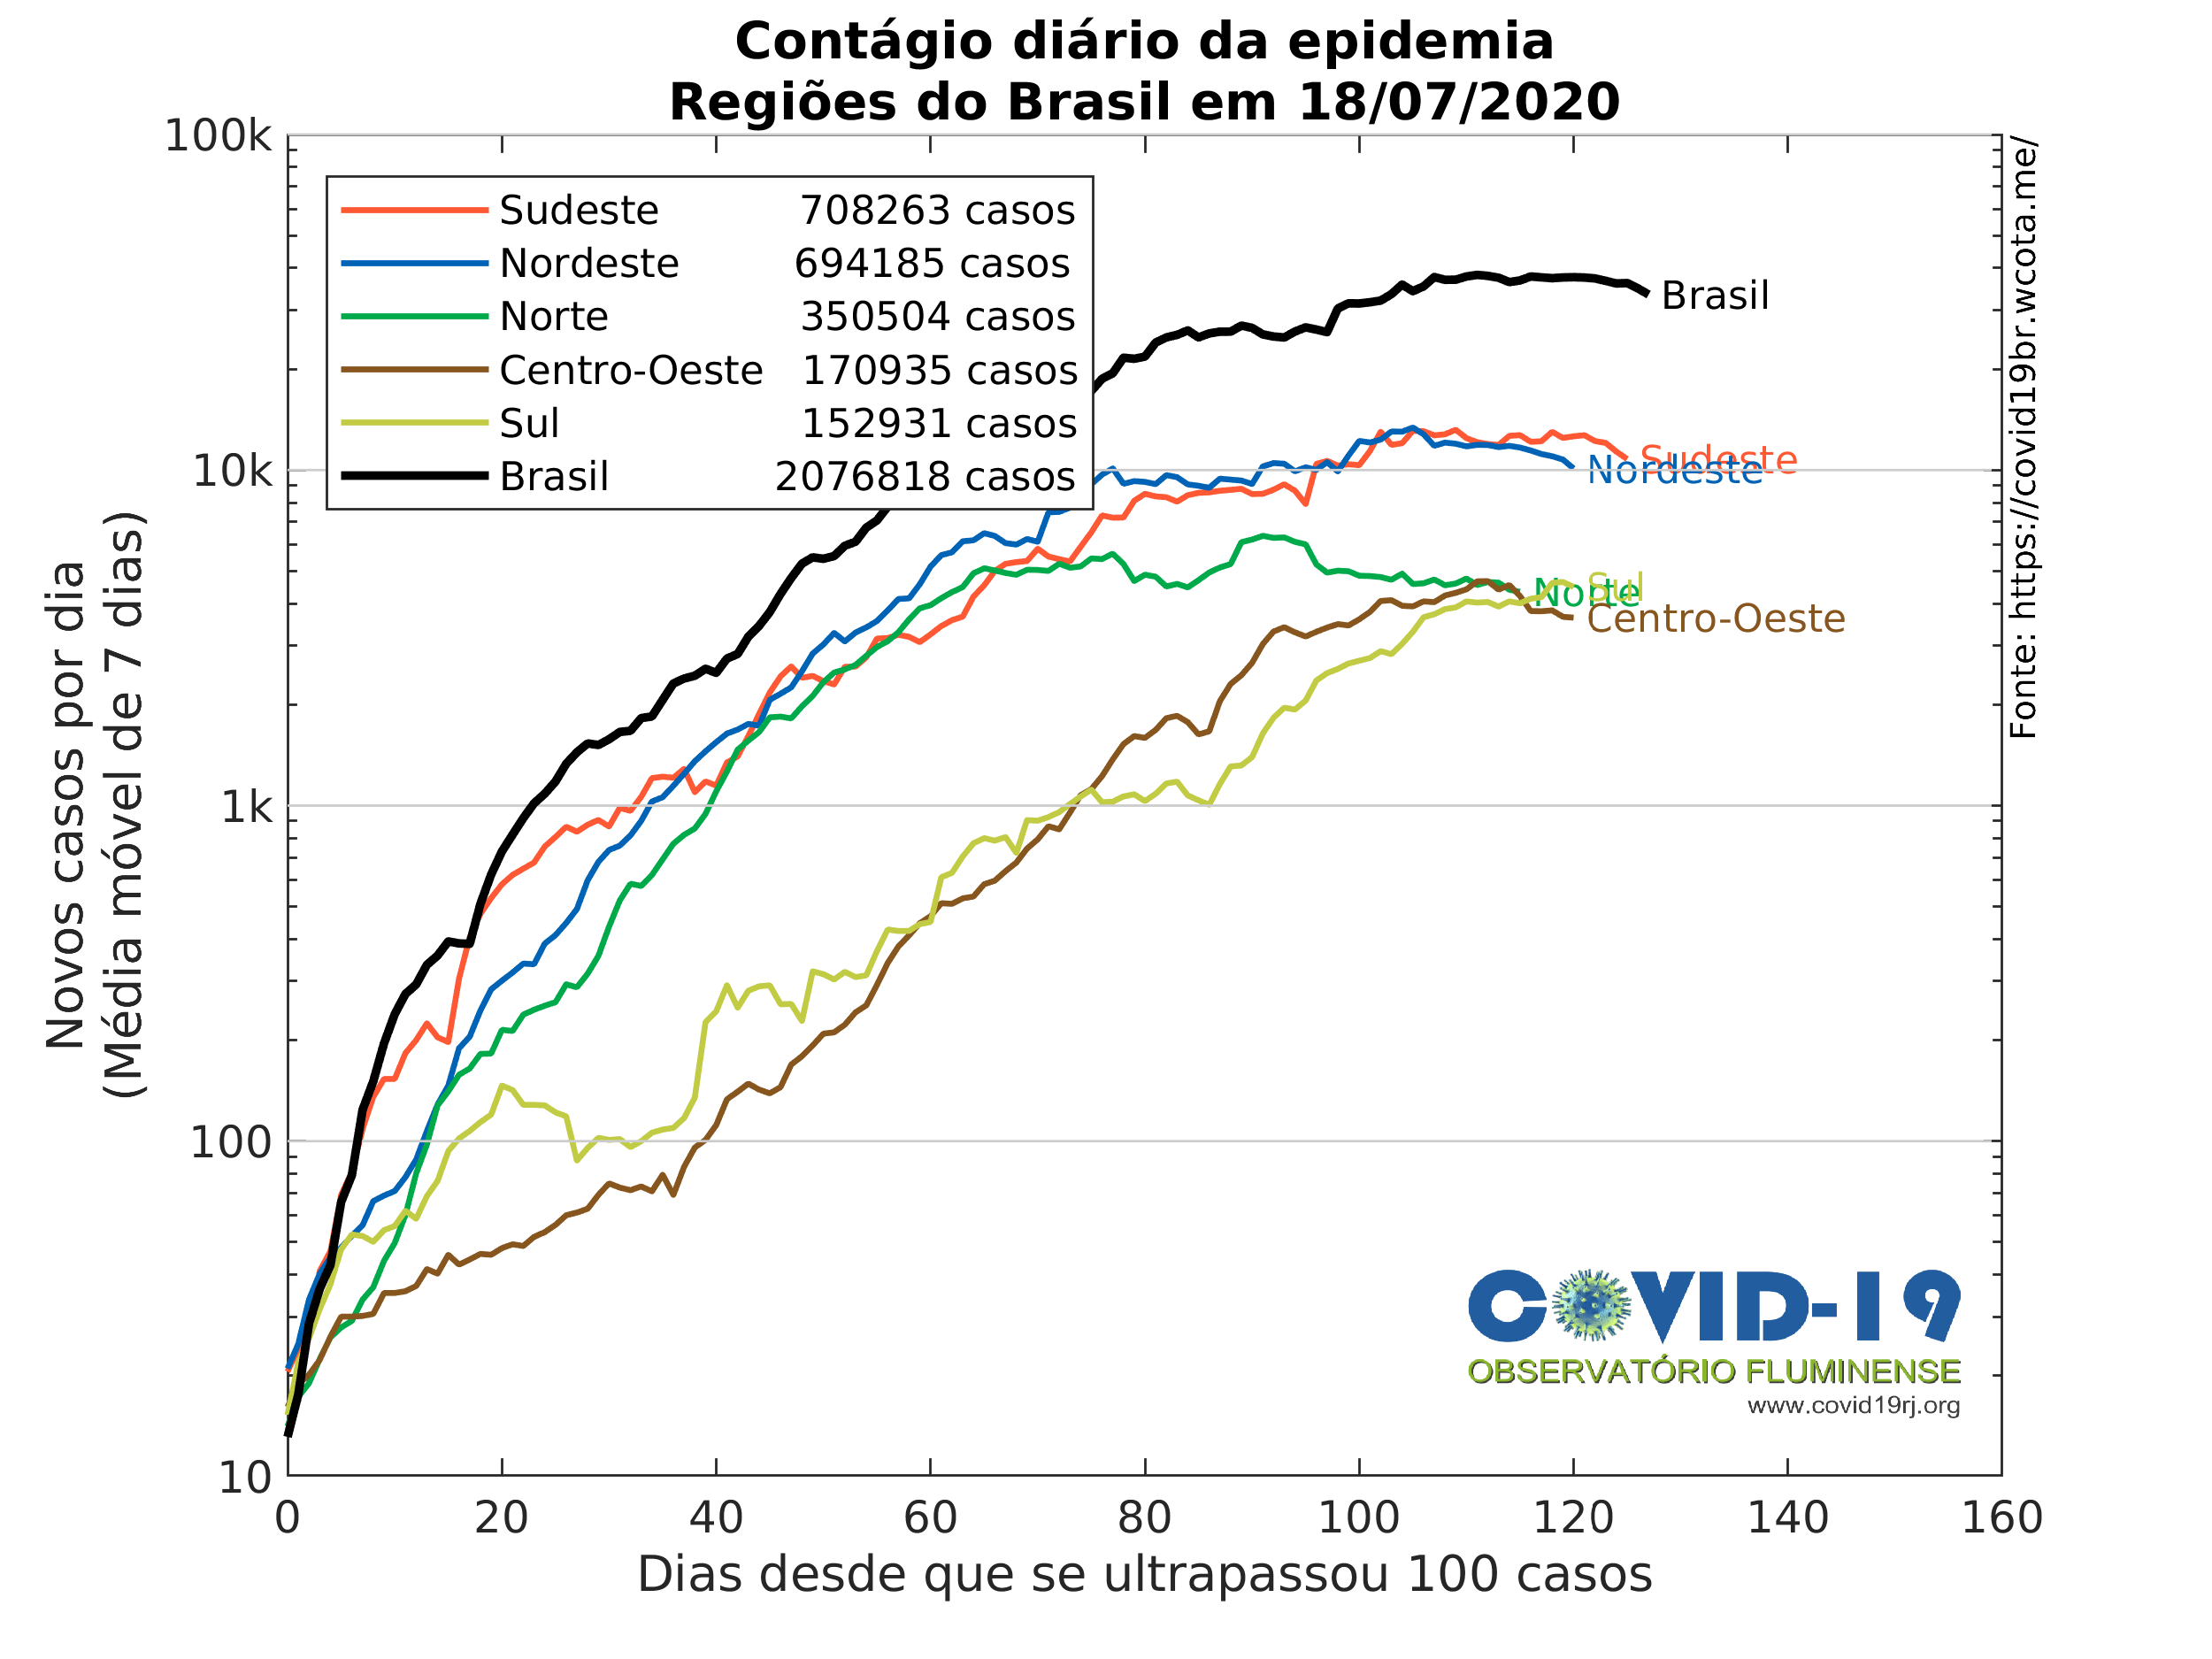 Contágio diário da epidemia
Regiões do Brasil em 18/07/2020
100k
10k
1k
100
10
Novos casos por dia
(Média móvel de 7 dias)
Sudeste 708263 casos
Nordeste 694185 casos
Norte 350504 casos
Centro-Oeste 170935 casos
Sul 152931 casos
Brasil 2076818 casos
Brasil
Sudeste
Nordeste
Sul
Norte
Centro-Oeste
Fonte: https://covid19br.wcota.me/
COVID-19
OBSERVATÓRIO FLUMINENSE
www.covid19rj.org
0 20 40 60 80 100 120 140 160
Dias desde que se ultrapassou 100 casos